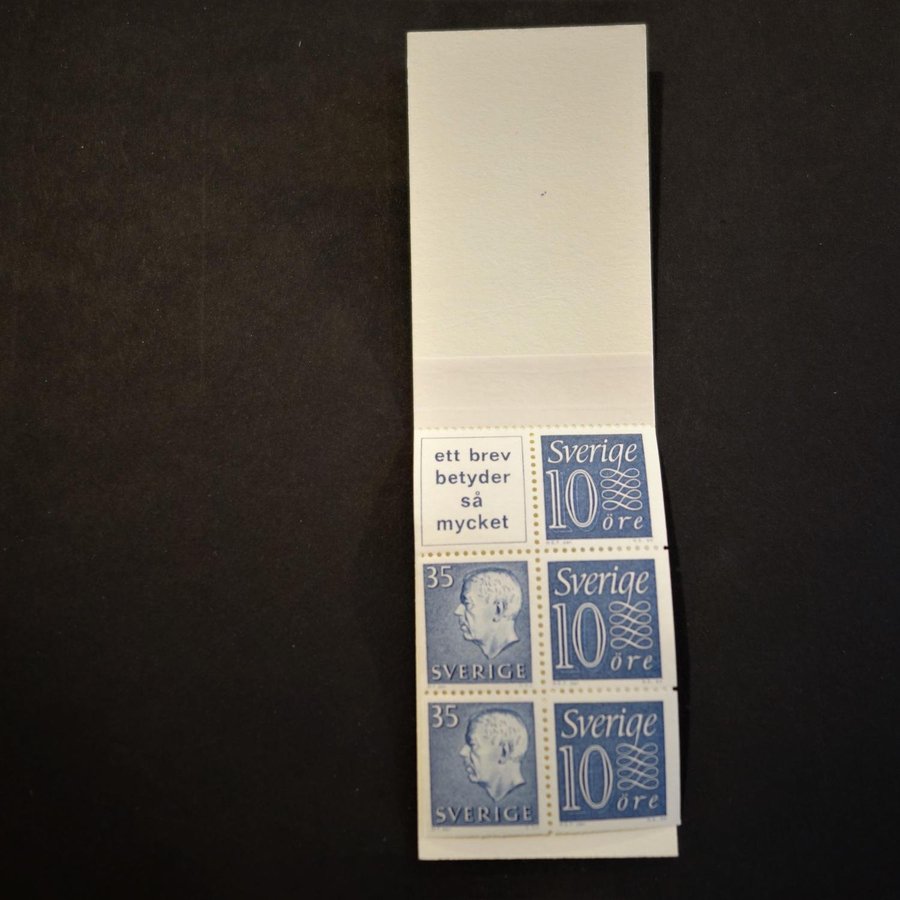 ett brev
betyder
så
mycket
Sverige
10
öre
35
SVERIGE
Sverige
10
öre
35
SVERIGE
Sverige
10
öre